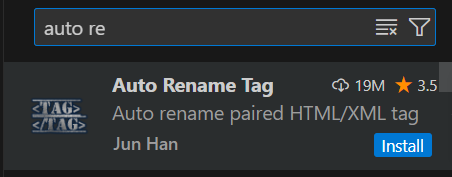 auto re
Auto Rename Tag 19M 3.5
<TAG>
</TAG>
Auto rename paired HTML/XML tag
Jun Han Install